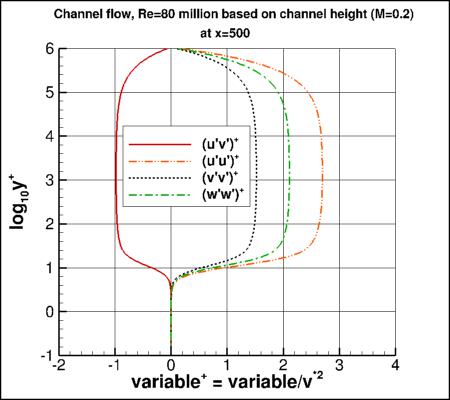 Channel flow, Re=80 million based on channel height (M=0.2)
at x=500
log₁₀y⁺
6
5
4
3
2
1
0
-1
(u'v')⁺
(u'u')⁺
(v'v')⁺
(w'w')⁺
-2 -1 0 1 2 3 4
variable⁺ = variable/v*²